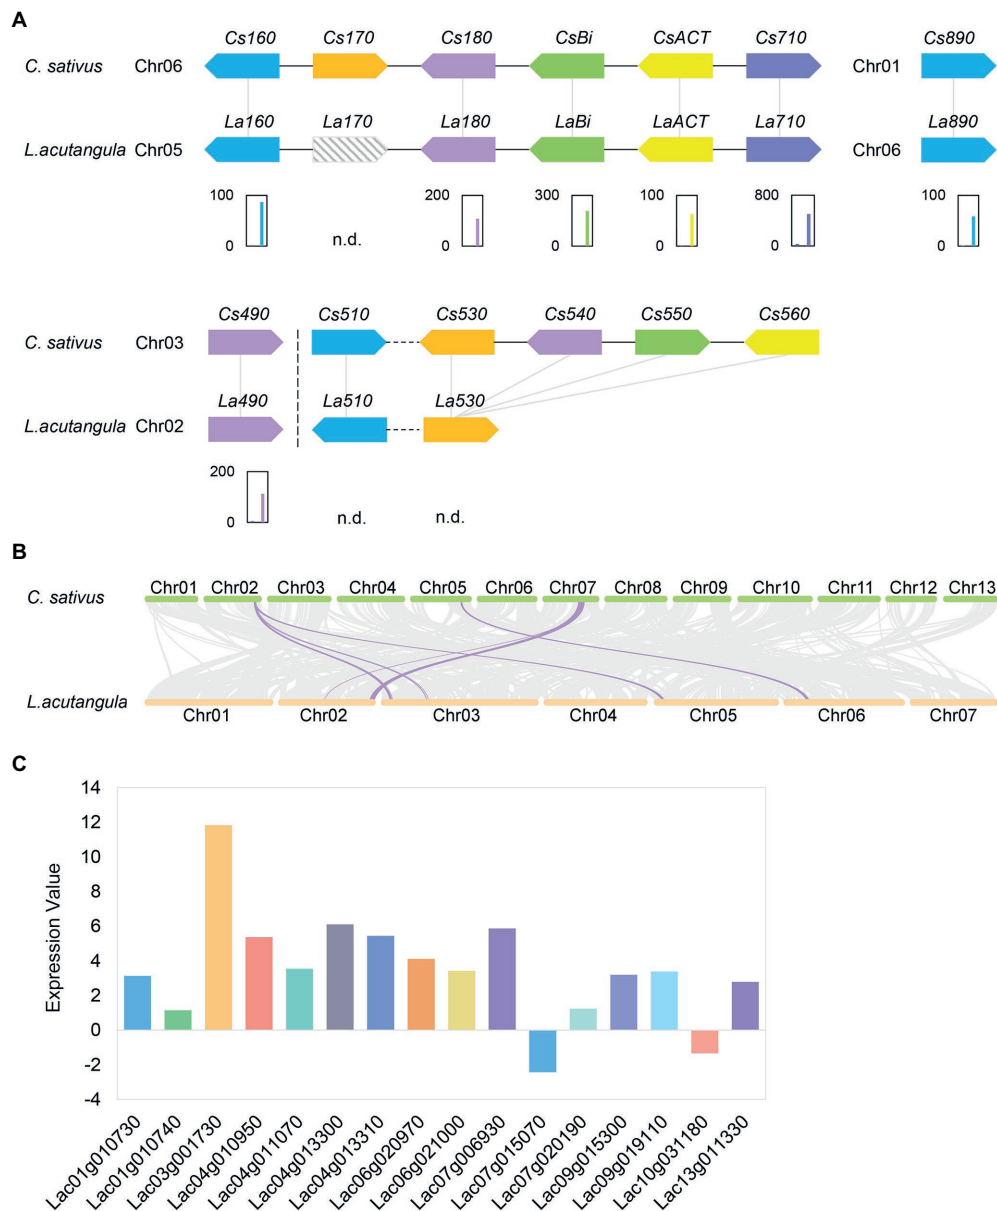 A
Cs160 Cs170 Cs180 CsBi CsACT Cs710 Cs890
C. sativus Chr06 Chr01
La160 La170 La180 LaBi LaACT La710 La890
L.acutangula Chr05 Chr06
100 200 300 100 800 100
0 n.d. 0 0 0 0 0
Cs490 Cs510 Cs530 Cs540 Cs550 Cs560
C. sativus Chr03
La490 La510 La530
L.acutangula Chr02
200
0 n.d. n.d.
B
Chr01 Chr02 Chr03 Chr04 Chr05 Chr06 Chr07 Chr08 Chr09 Chr10 Chr11 Chr12 Chr13
C. sativus
L.acutangula
Chr01 Chr02 Chr03 Chr04 Chr05 Chr06 Chr07
C
Expression Value
14
12
10
8
6
4
2
0
-2
-4
Lac01g010730
Lac01g010740
Lac03g001730
Lac04g010950
Lac04g011070
Lac04g013300
Lac04g013310
Lac06g020970
Lac06g021000
Lac07g006930
Lac07g015070
Lac07g020190
Lac09g015300
Lac09g019110
Lac10g031180
Lac13g011330